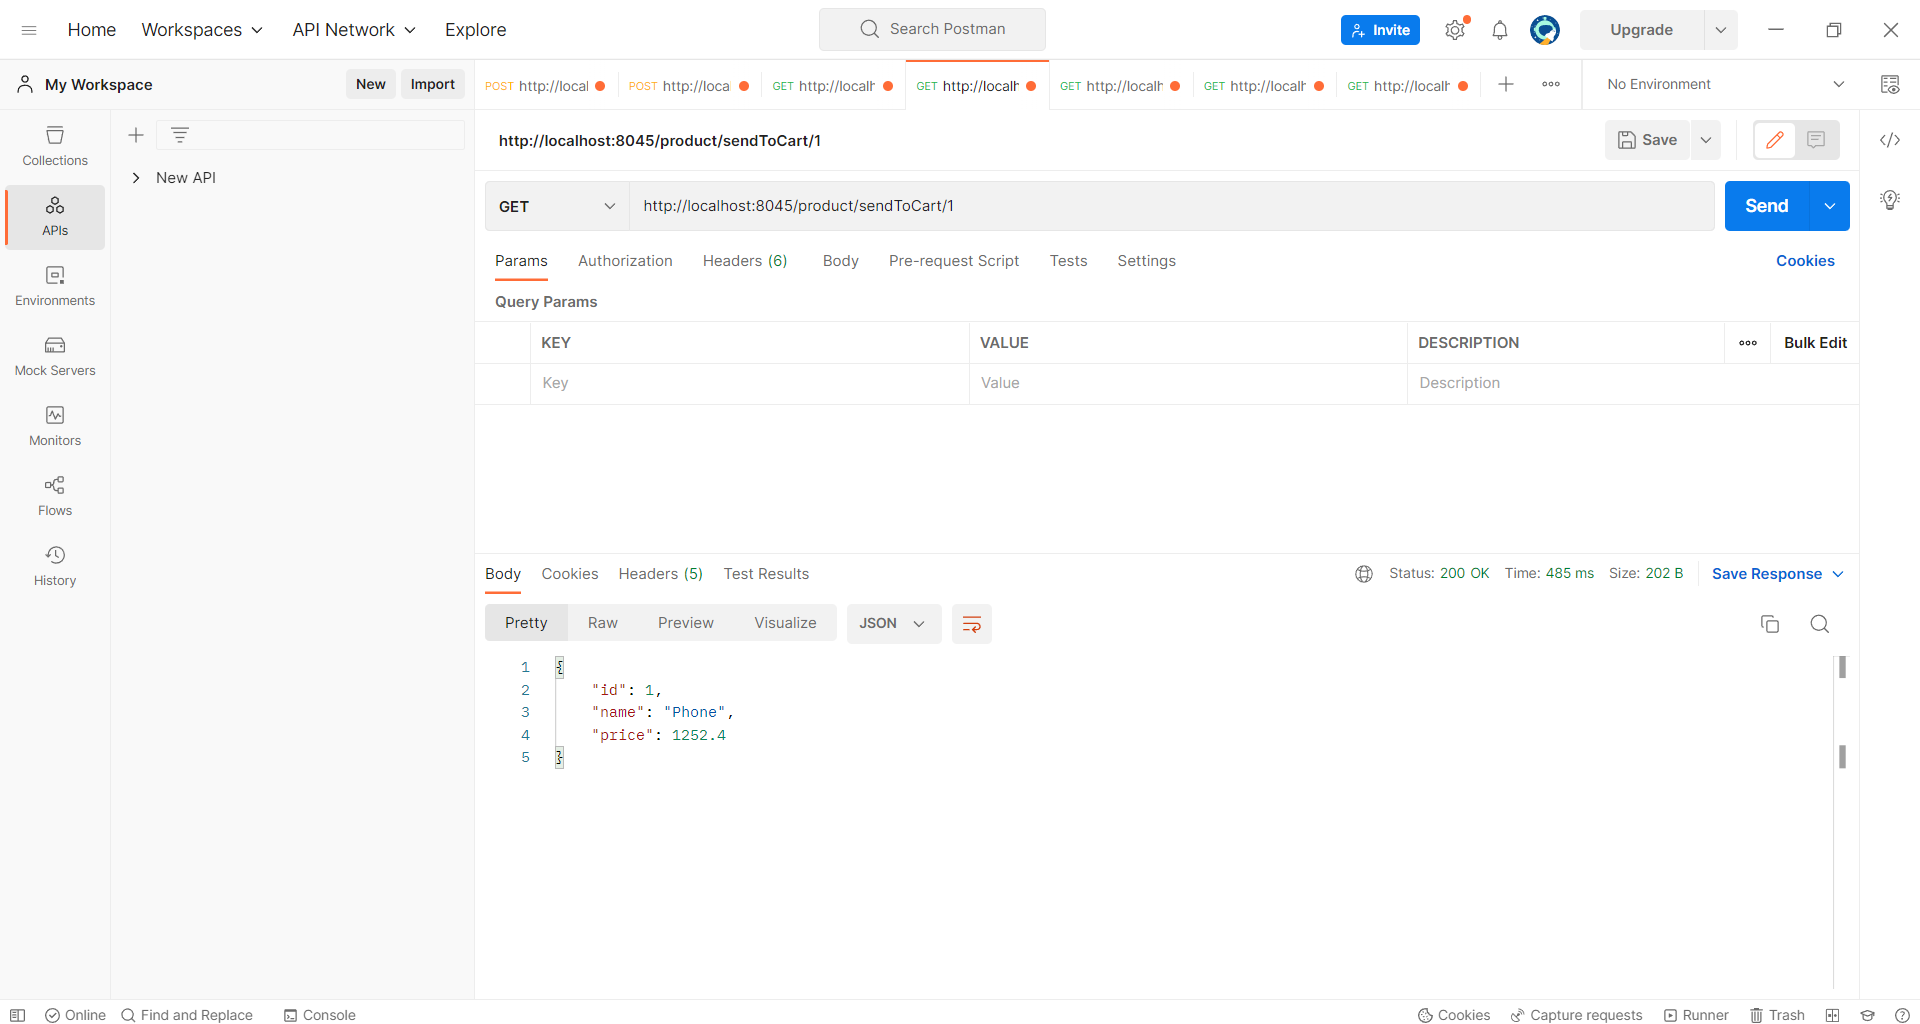 Home Workspaces API Network Explore Search Postman Invite Upgrade
My Workspace New Import POST http://local POST http://local GET http://localh GET http://localh GET http://localh GET http://localh GET http://localh No Environment
Collections
APIs
Environments
Mock Servers
Monitors
Flows
History
New API
http://localhost:8045/product/sendToCart/1 Save
GET http://localhost:8045/product/sendToCart/1 Send
Params Authorization Headers (6) Body Pre-request Script Tests Settings Cookies
Query Params
KEY VALUE DESCRIPTION Bulk Edit
Key Value Description
Body Cookies Headers (5) Test Results Status: 200 OK Time: 485 ms Size: 202 B Save Response
Pretty Raw Preview Visualize JSON
1 {
2 "id": 1,
3 "name": "Phone",
4 "price": 1252.4
5 }
Online Find and Replace Console Cookies Capture requests Runner Trash